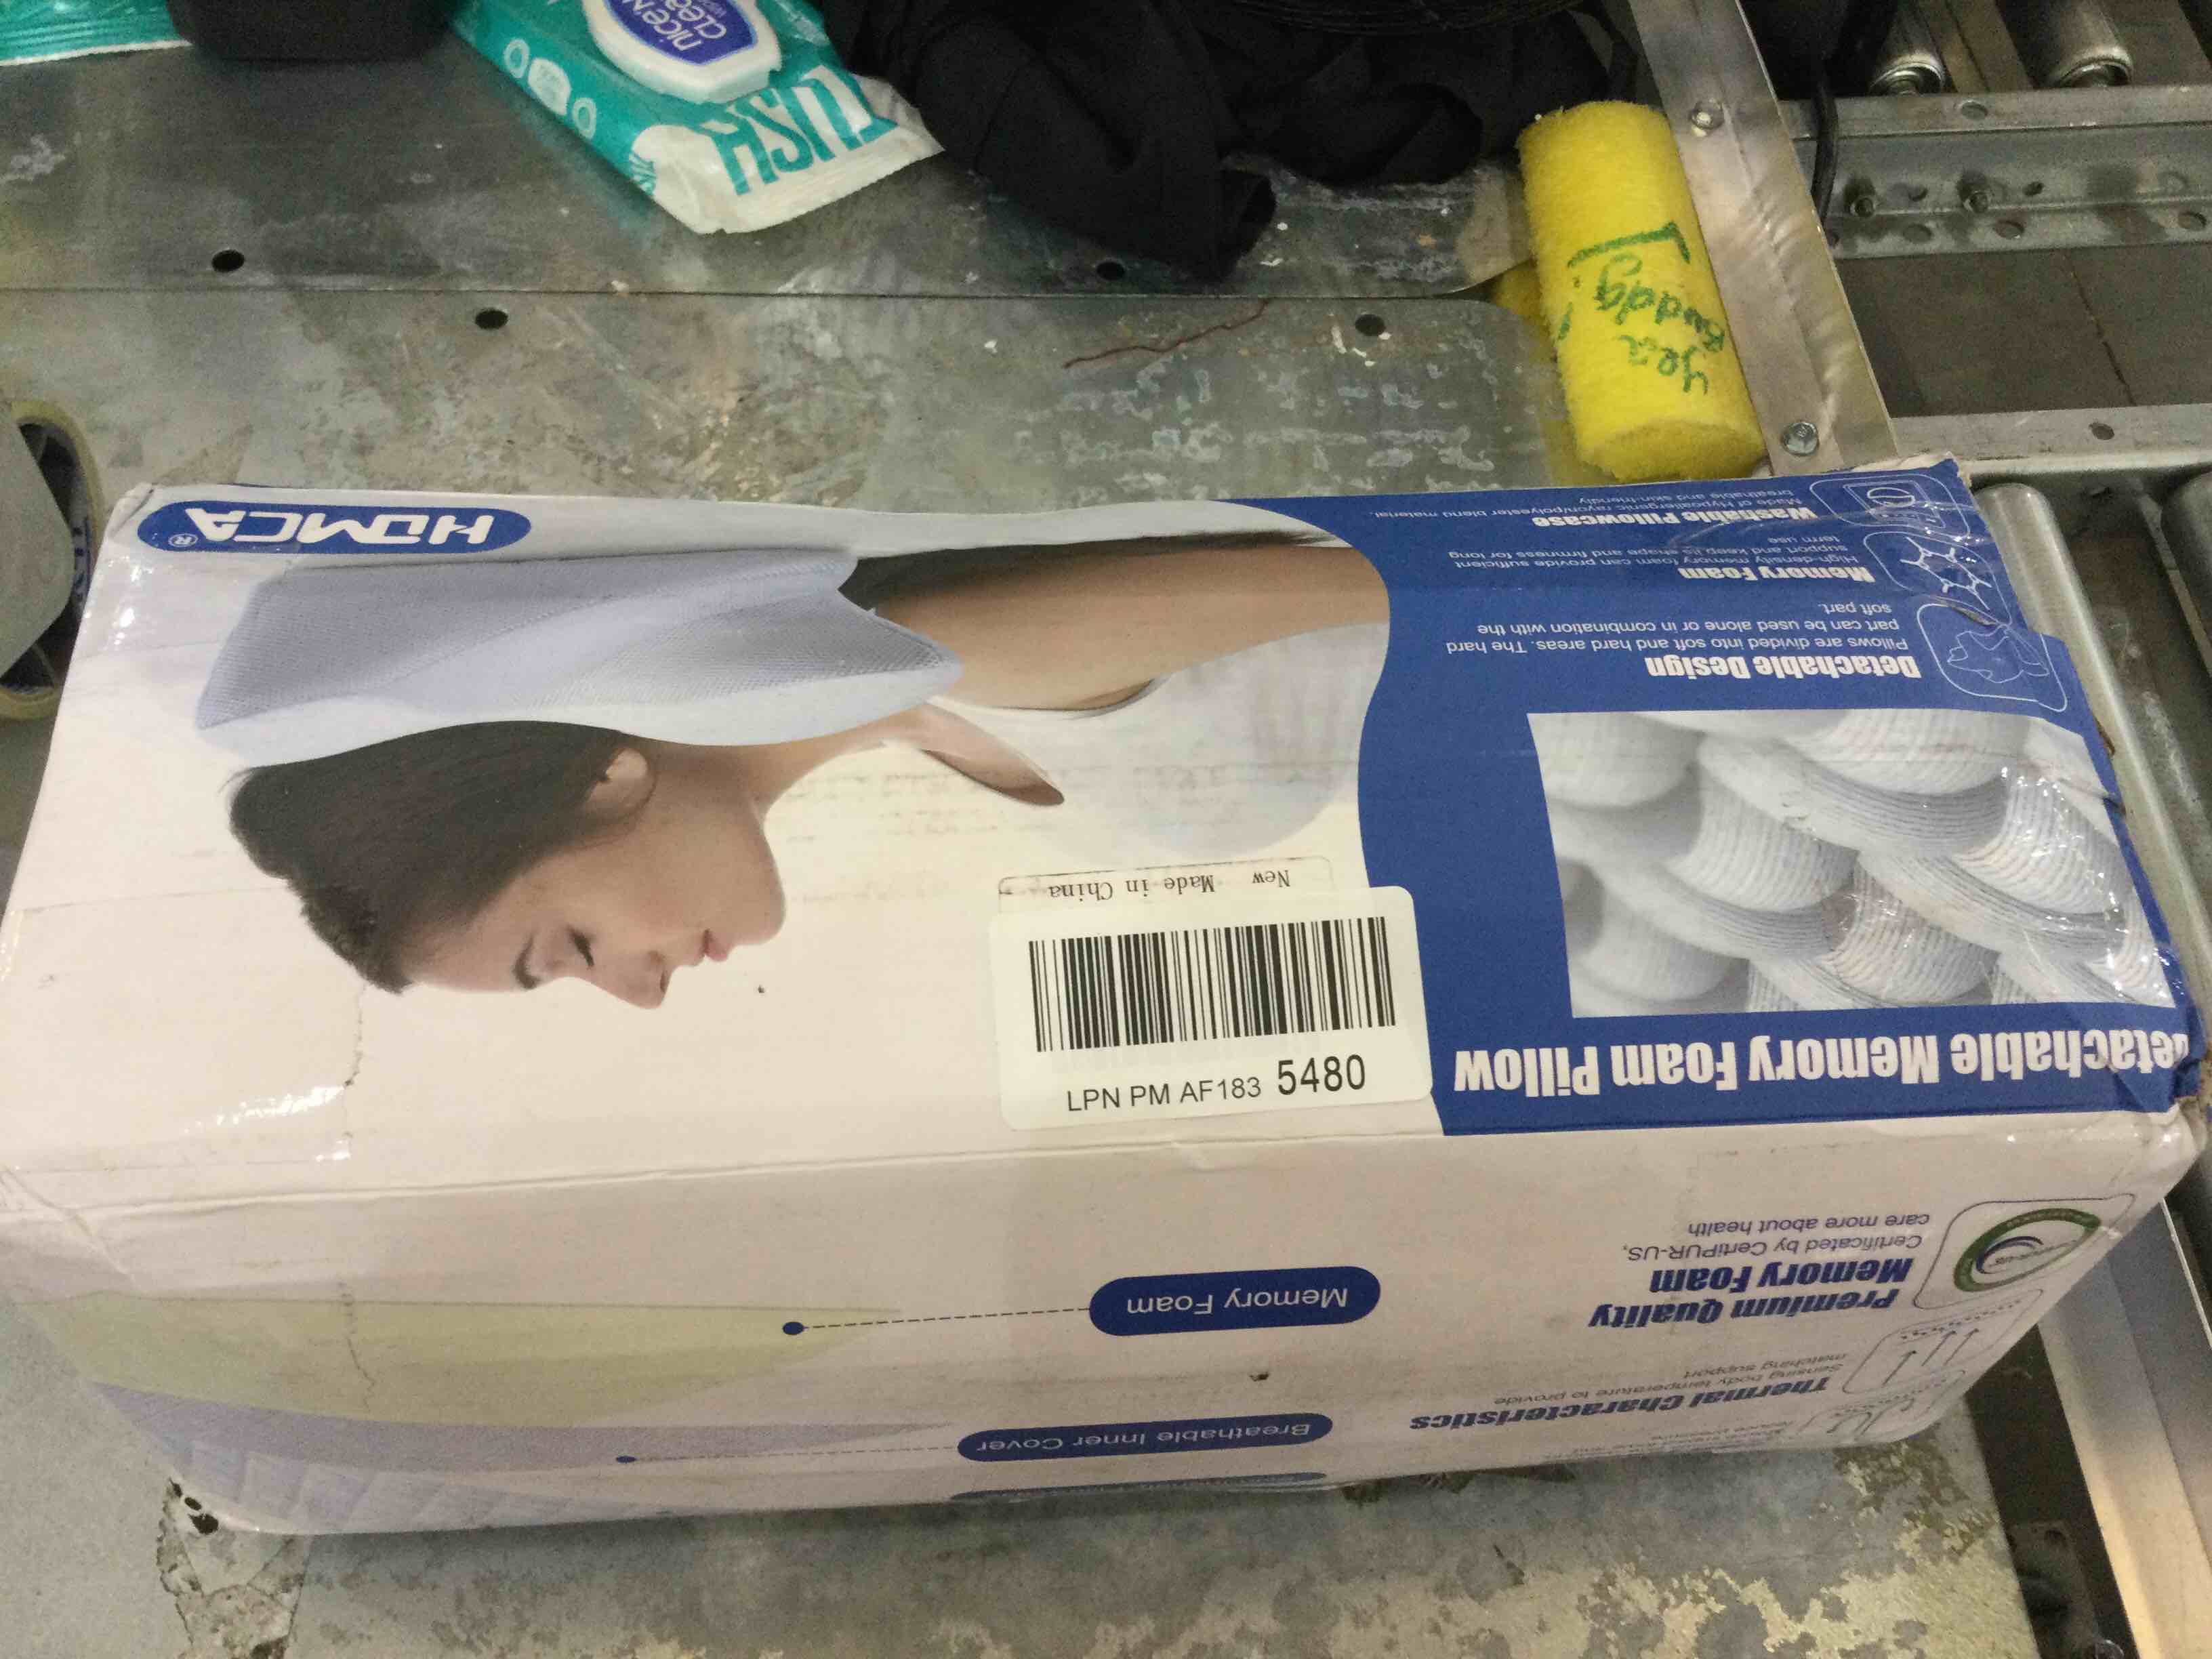 NICE'N
CLEAN
WIPES
TUSH
yea
Buddy!
HOMCA®
Detachable Memory Foam Pillow
Detachable Design
Pillows are divided into soft and hard areas. The hard
part can be used alone or in combination with the
soft part.
Memory Foam
High-density memory foam can provide sufficient
support and keep its shape and firmness for long
term use
Washable Pillowcase
Made of Hypoallergenic rayon/polyester blend material,
breathable and skin-friendly
New Made in China
LPN PM AF183 5480
Breathable Inner Cover
Memory Foam
Thermal Characteristics
Sensing body temperature to provide
matching support
Premium Quality
Memory Foam
Certificated by CertiPUR-US,
care more about health